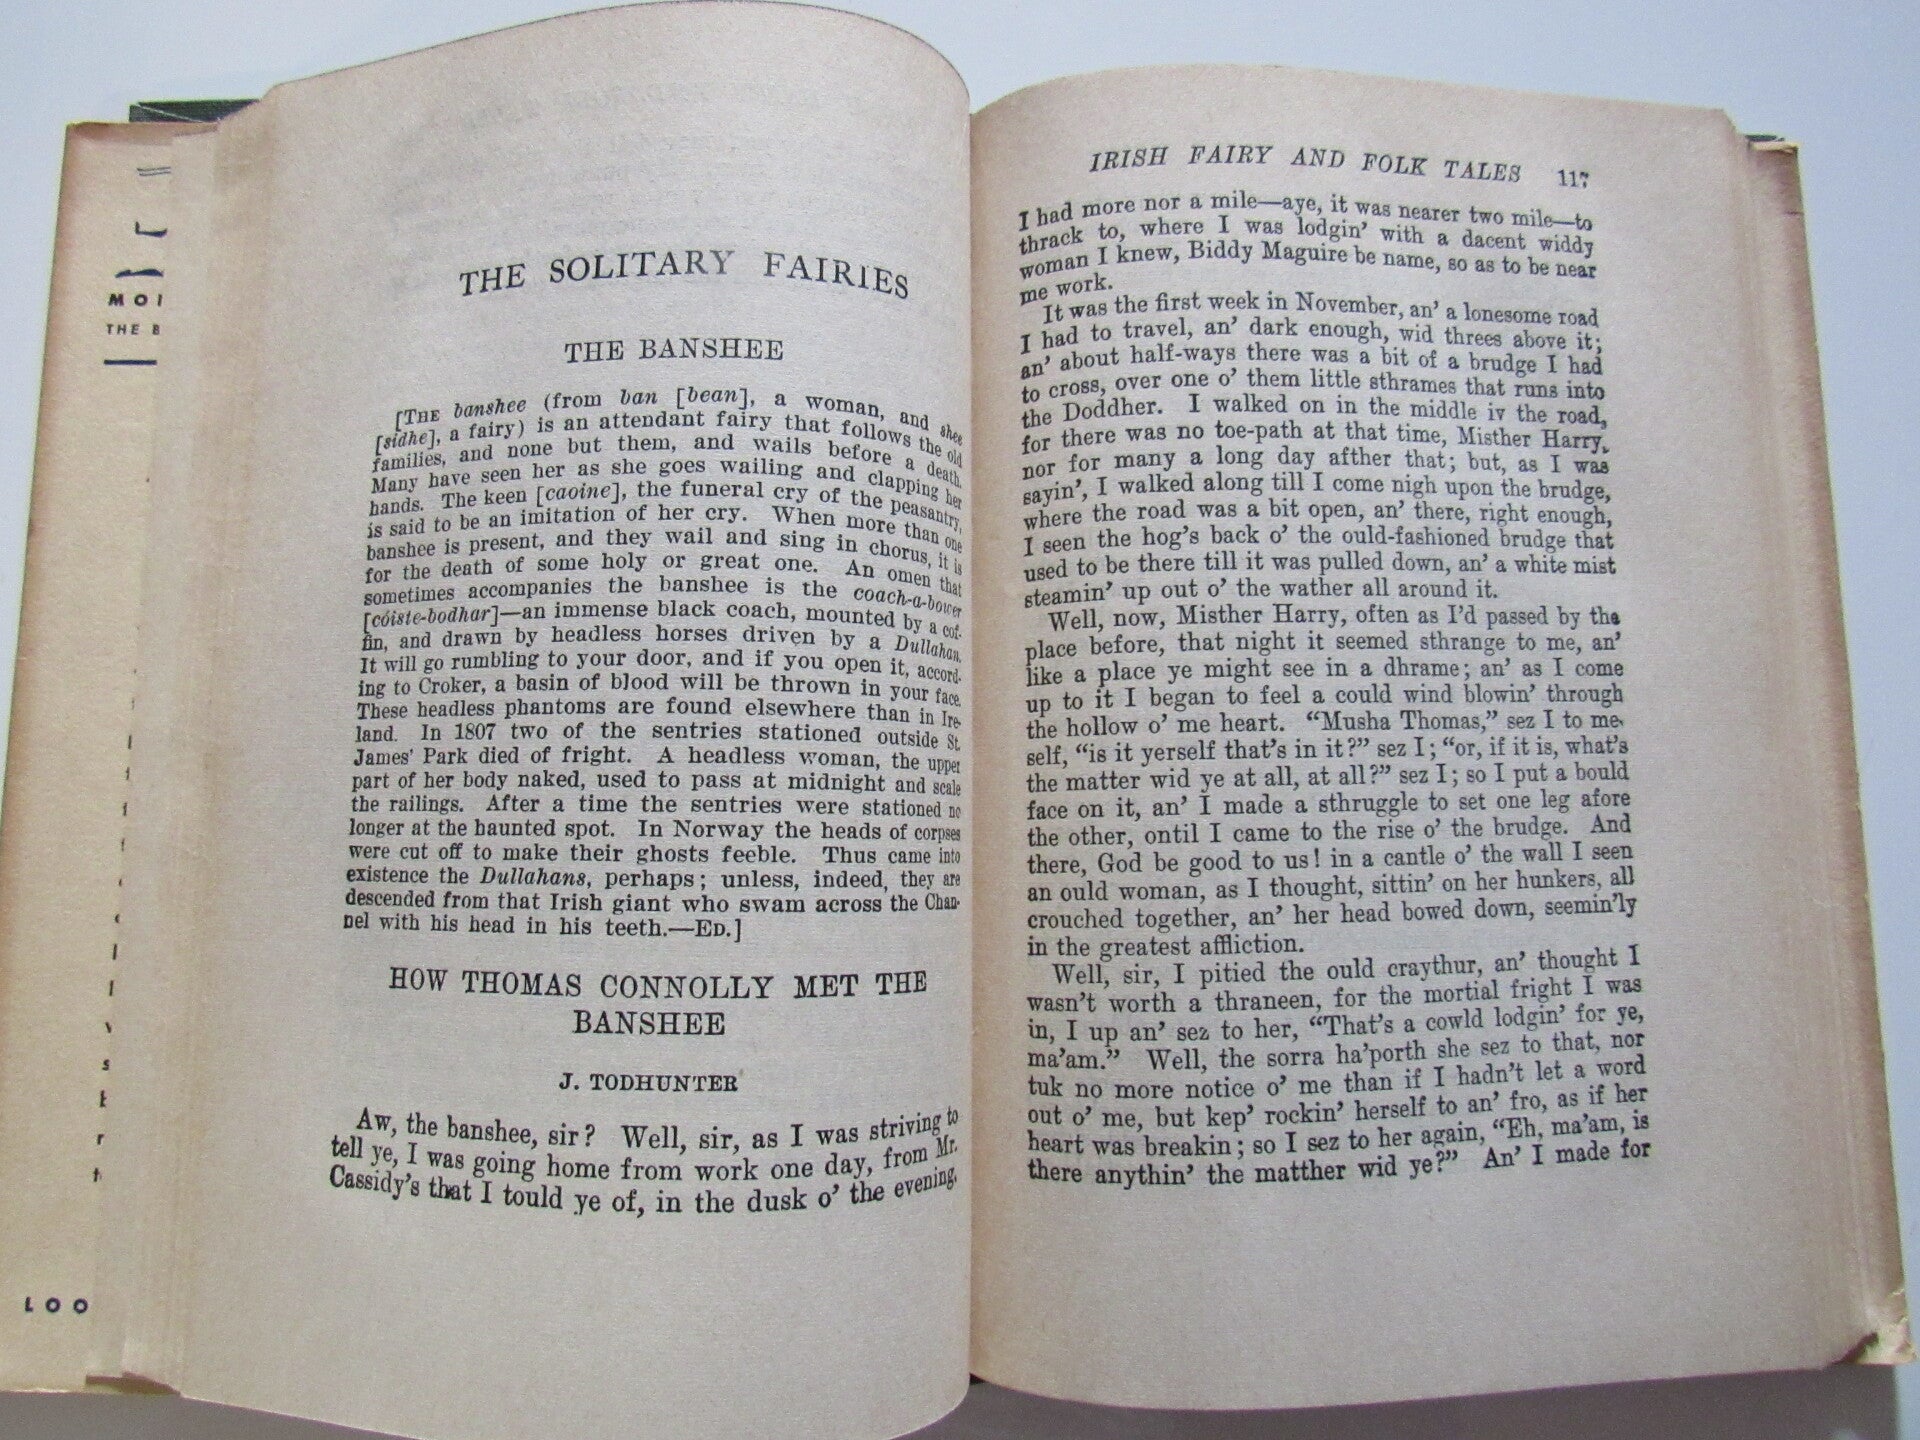 MOI
THE B
LOO
THE SOLITARY FAIRIES
THE BANSHEE
[THE banshee (from ban [bean], a woman, and shee
[sidhe], a fairy) is an attendant fairy that follows the old
families, and none but them, and wails before a death.
Many have seen her as she goes wailing and clapping her
hands. The keen [caoine], the funeral cry of the peasantry,
is said to be an imitation of her cry. When more than one
banshee is present, and they wail and sing in chorus, it is
for the death of some holy or great one. An omen that
sometimes accompanies the banshee is the coach-a-bower
[cóiste-bodhar]—an immense black coach, mounted by a cof-
fin, and drawn by headless horses driven by a Dullahan.
It will go rumbling to your door, and if you open it, accord-
ing to Croker, a basin of blood will be thrown in your face.
These headless phantoms are found elsewhere than in Ire-
land. In 1807 two of the sentries stationed outside St.
James' Park died of fright. A headless woman, the upper
part of her body naked, used to pass at midnight and scale
the railings. After a time the sentries were stationed no
longer at the haunted spot. In Norway the heads of corpses
were cut off to make their ghosts feeble. Thus came into
existence the Dullahans, perhaps; unless, indeed, they are
descended from that Irish giant who swam across the Chan-
nel with his head in his teeth.—ED.]
HOW THOMAS CONNOLLY MET THE
BANSHEE
J. TODHUNTER
Aw, the banshee, sir? Well, sir, as I was striving to
tell ye, I was going home from work one day, from Mr.
Cassidy's that I tould ye of, in the dusk o' the evening.
IRISH FAIRY AND FOLK TALES 117
I had more nor a mile—aye, it was nearer two mile—to
thrack to, where I was lodgin' with a dacent widdy
woman I knew, Biddy Maguire be name, so as to be near
me work.
It was the first week in November, an' a lonesome road
I had to travel, an' dark enough, wid threes above it;
an' about half-ways there was a bit of a brudge I had
to cross, over one o' them little sthrames that runs into
the Doddher. I walked on in the middle iv the road,
for there was no toe-path at that time, Misther Harry,
nor for many a long day afther that; but, as I was
sayin', I walked along till I come nigh upon the brudge,
where the road was a bit open, an' there, right enough,
I seen the hog's back o' the ould-fashioned brudge that
used to be there till it was pulled down, an' a white mist
steamin' up out o' the wather all around it.
Well, now, Misther Harry, often as I'd passed by the
place before, that night it seemed sthrange to me, an'
like a place ye might see in a dhrame; an' as I come
up to it I began to feel a could wind blowin' through
the hollow o' me heart. "Musha Thomas," sez I to me-
self, "is it yerself that's in it?" sez I; "or, if it is, what's
the matter wid ye at all, at all?" sez I; so I put a bould
face on it, an' I made a sthruggle to set one leg afore
the other, ontil I came to the rise o' the brudge. And
there, God be good to us! in a cantle o' the wall I seen
an ould woman, as I thought, sittin' on her hunkers, all
crouched together, an' her head bowed down, seemin'ly
in the greatest affliction.
Well, sir, I pitied the ould craythur, an' thought I
wasn't worth a thraneen, for the mortial fright I was
in, I up an' sez to her, "That's a cowld lodgin' for ye,
ma'am." Well, the sorra ha'porth she sez to that, nor
tuk no more notice o' me than if I hadn't let a word
out o' me, but kep' rockin' herself to an' fro, as if her
heart was breakin; so I sez to her again, "Eh, ma'am, is
there anythin' the matther wid ye?" An' I made for